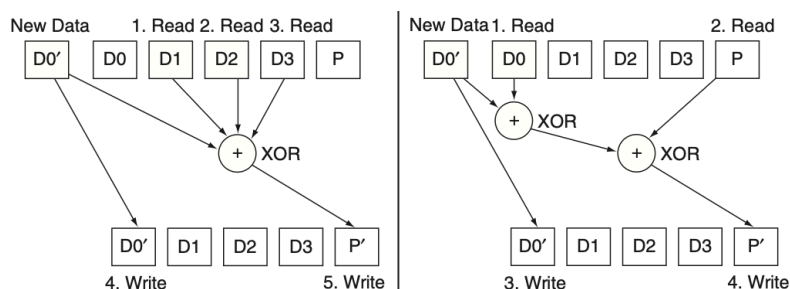 New Data 1. Read 2. Read 3. Read
D0′ D0 D1 D2 D3 P
+ XOR
D0′ D1 D2 D3 P′
4. Write 5. Write
New Data 1. Read 2. Read
D0′ D0 D1 D2 D3 P
+ XOR
+ XOR
D0′ D1 D2 D3 P′
3. Write 4. Write